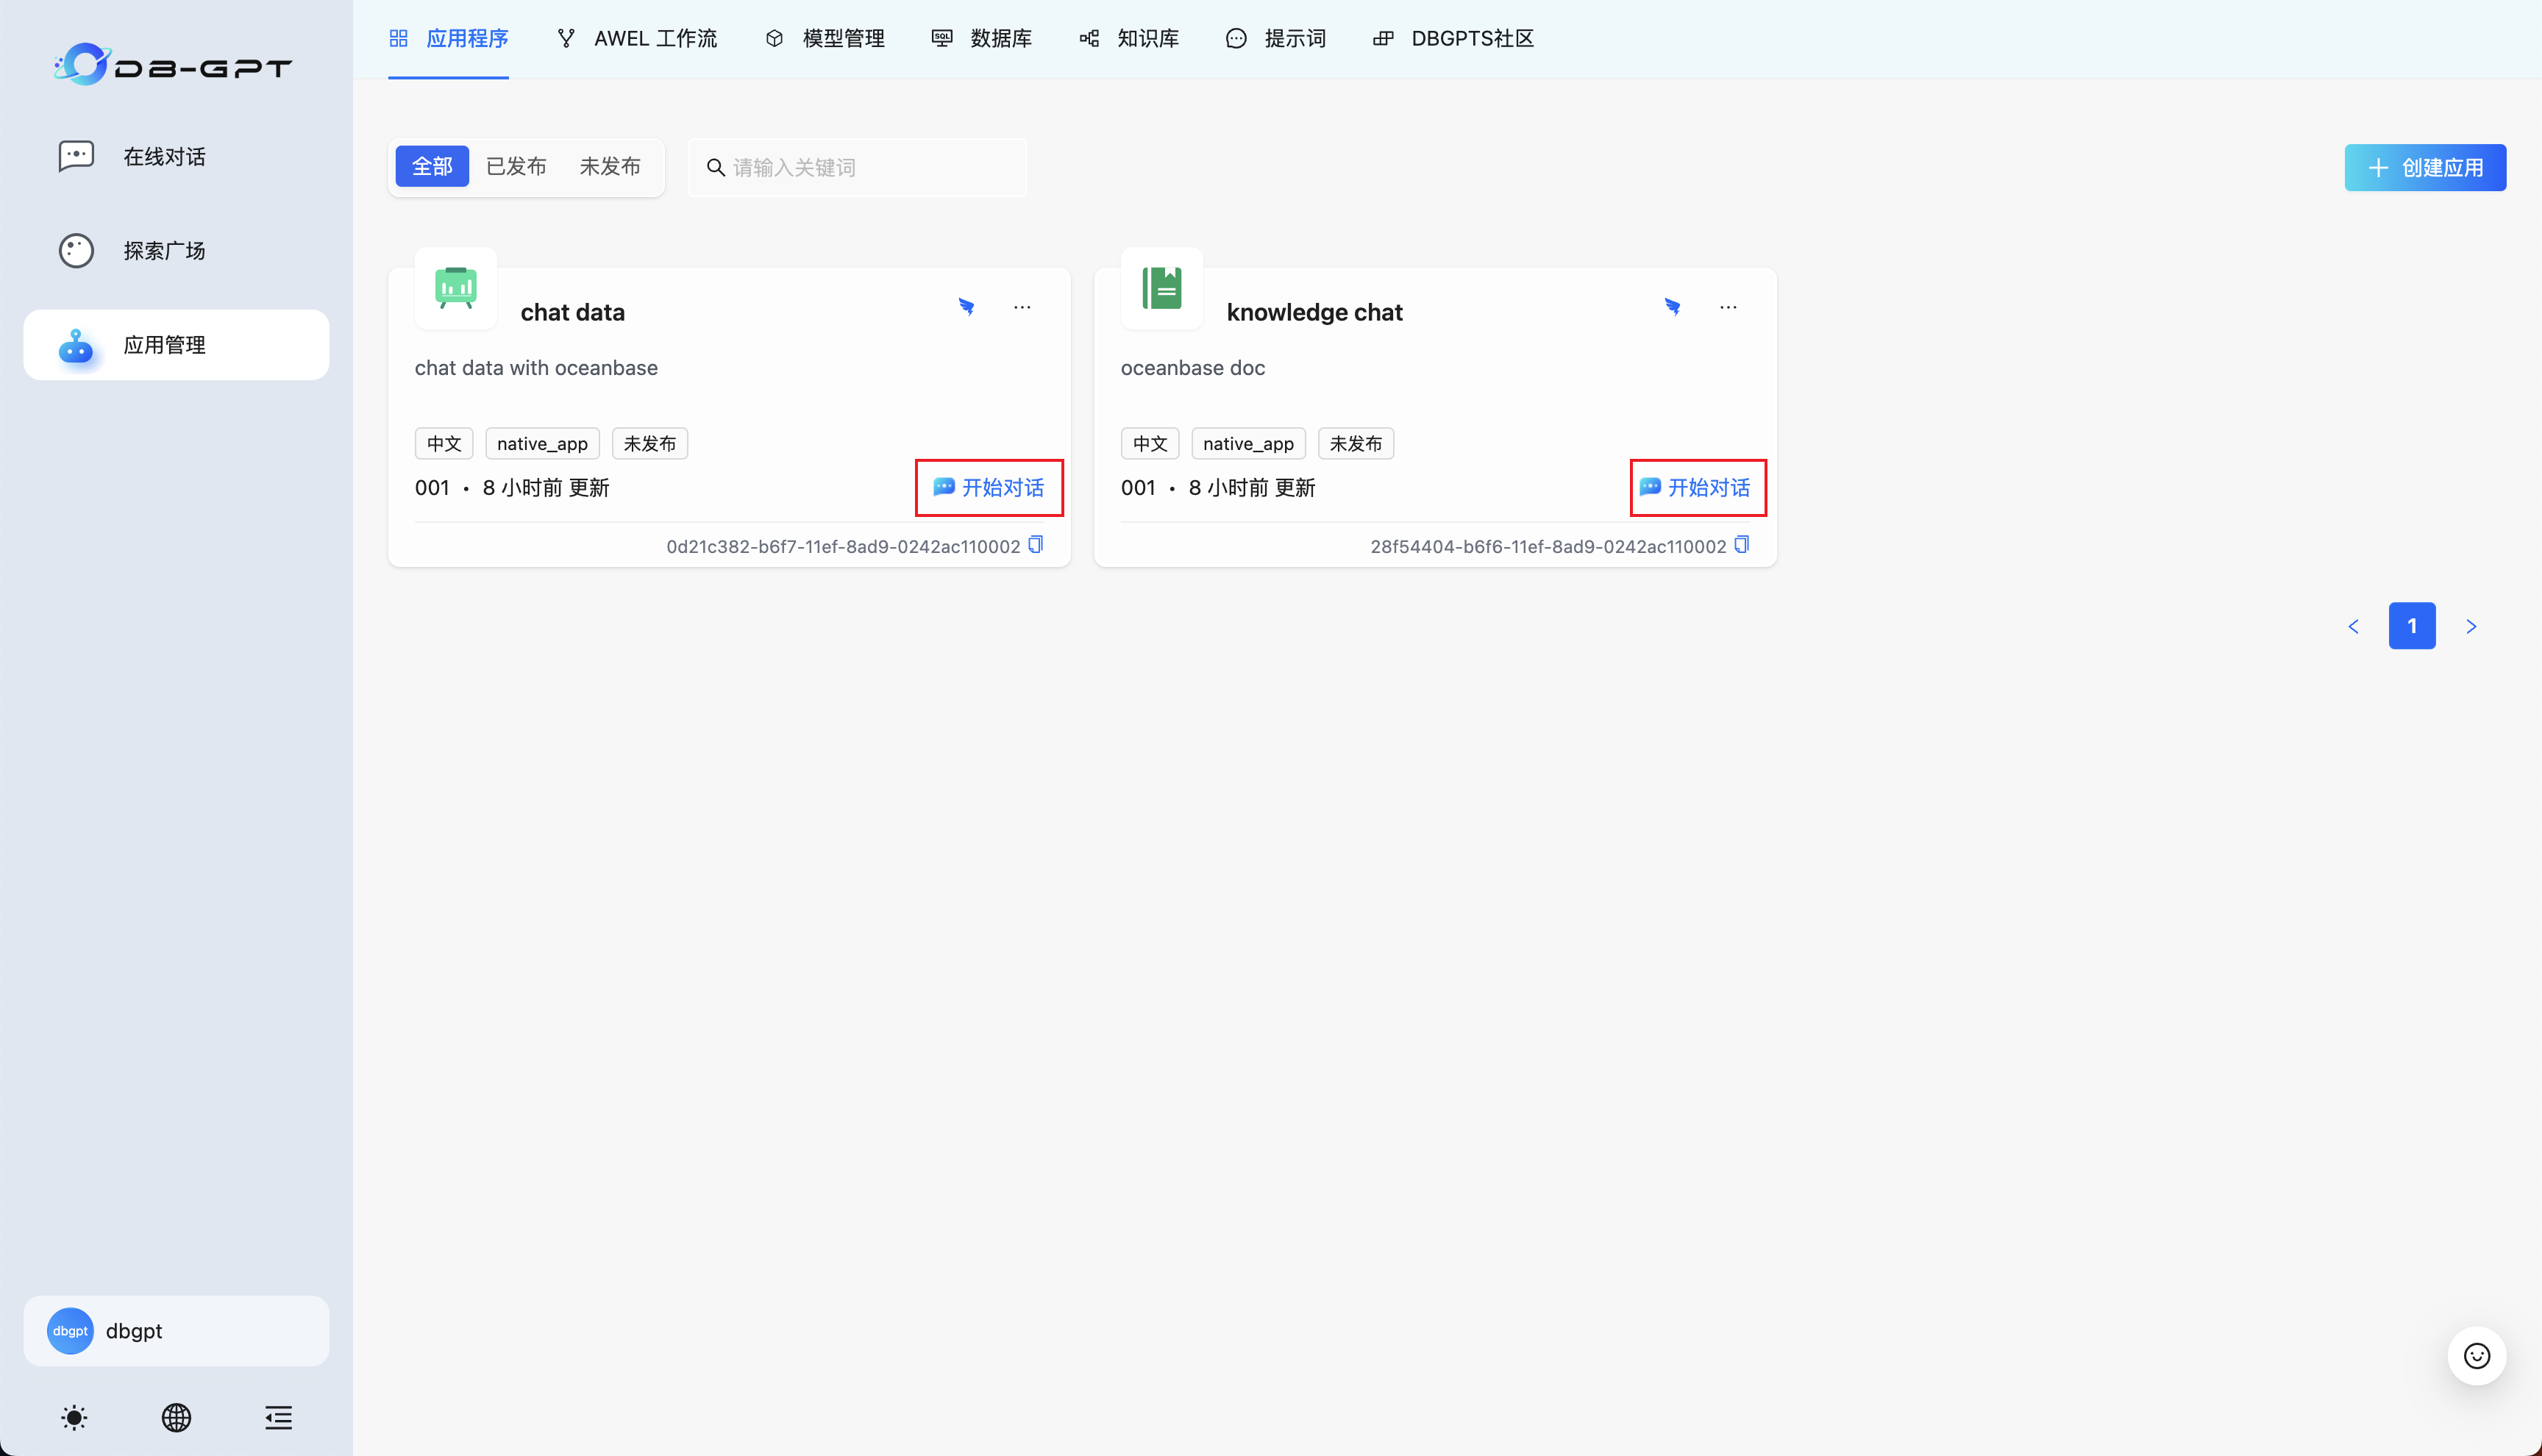 DB-GPT
在线对话
探索广场
应用管理
dbgpt dbgpt
应用程序 AWEL 工作流 模型管理 数据库 知识库 提示词 DBGPTS社区
全部 已发布 未发布 请输入关键词 创建应用
chat data
chat data with oceanbase
中文 native_app 未发布
001 • 8 小时前 更新 开始对话
0d21c382-b6f7-11ef-8ad9-0242ac110002
knowledge chat
oceanbase doc
中文 native_app 未发布
001 • 8 小时前 更新 开始对话
28f54404-b6f6-11ef-8ad9-0242ac110002
1